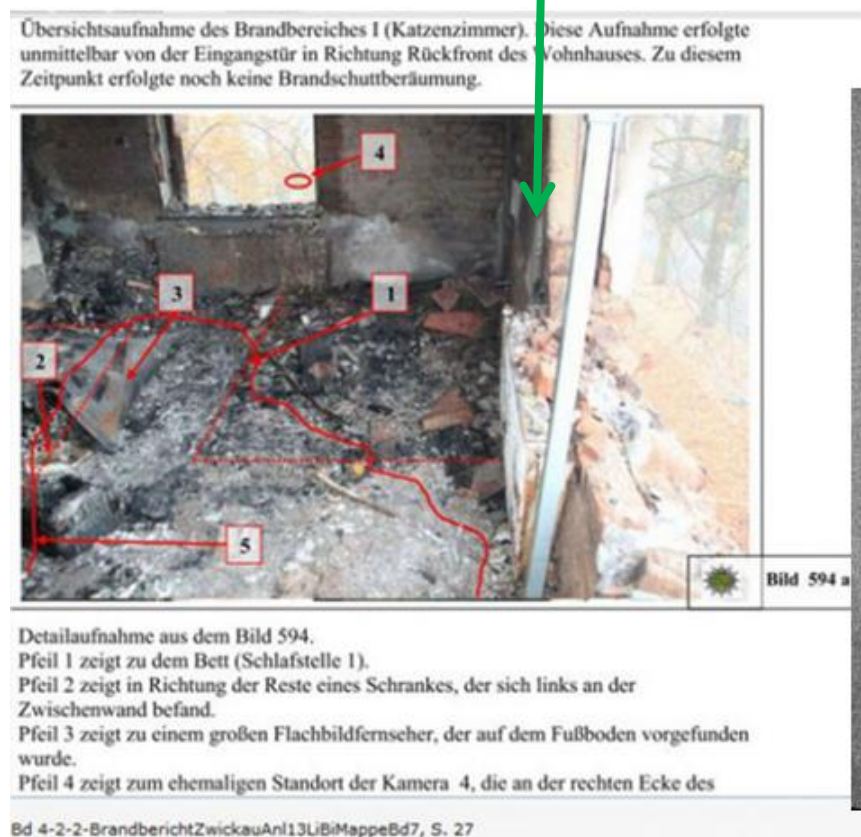 Übersichtsaufnahme des Brandbereiches I (Katzenzimmer). Diese Aufnahme erfolgte
unmittelbar von der Eingangstür in Richtung Rückfront des Wohnhauses. Zu diesem
Zeitpunkt erfolgte noch keine Brandschuttberäumung.
4
3
1
2
5
Bild 594 a
Detailaufnahme aus dem Bild 594.
Pfeil 1 zeigt zu dem Bett (Schlafstelle 1).
Pfeil 2 zeigt in Richtung der Reste eines Schrankes, der sich links an der
Zwischenwand befand.
Pfeil 3 zeigt zu einem großen Flachbildfernseher, der auf dem Fußboden vorgefunden
wurde.
Pfeil 4 zeigt zum ehemaligen Standort der Kamera 4, die an der rechten Ecke des
Bd 4-2-2-BrandberichtZwickauAnl13LiBiMappeBd7, S. 27